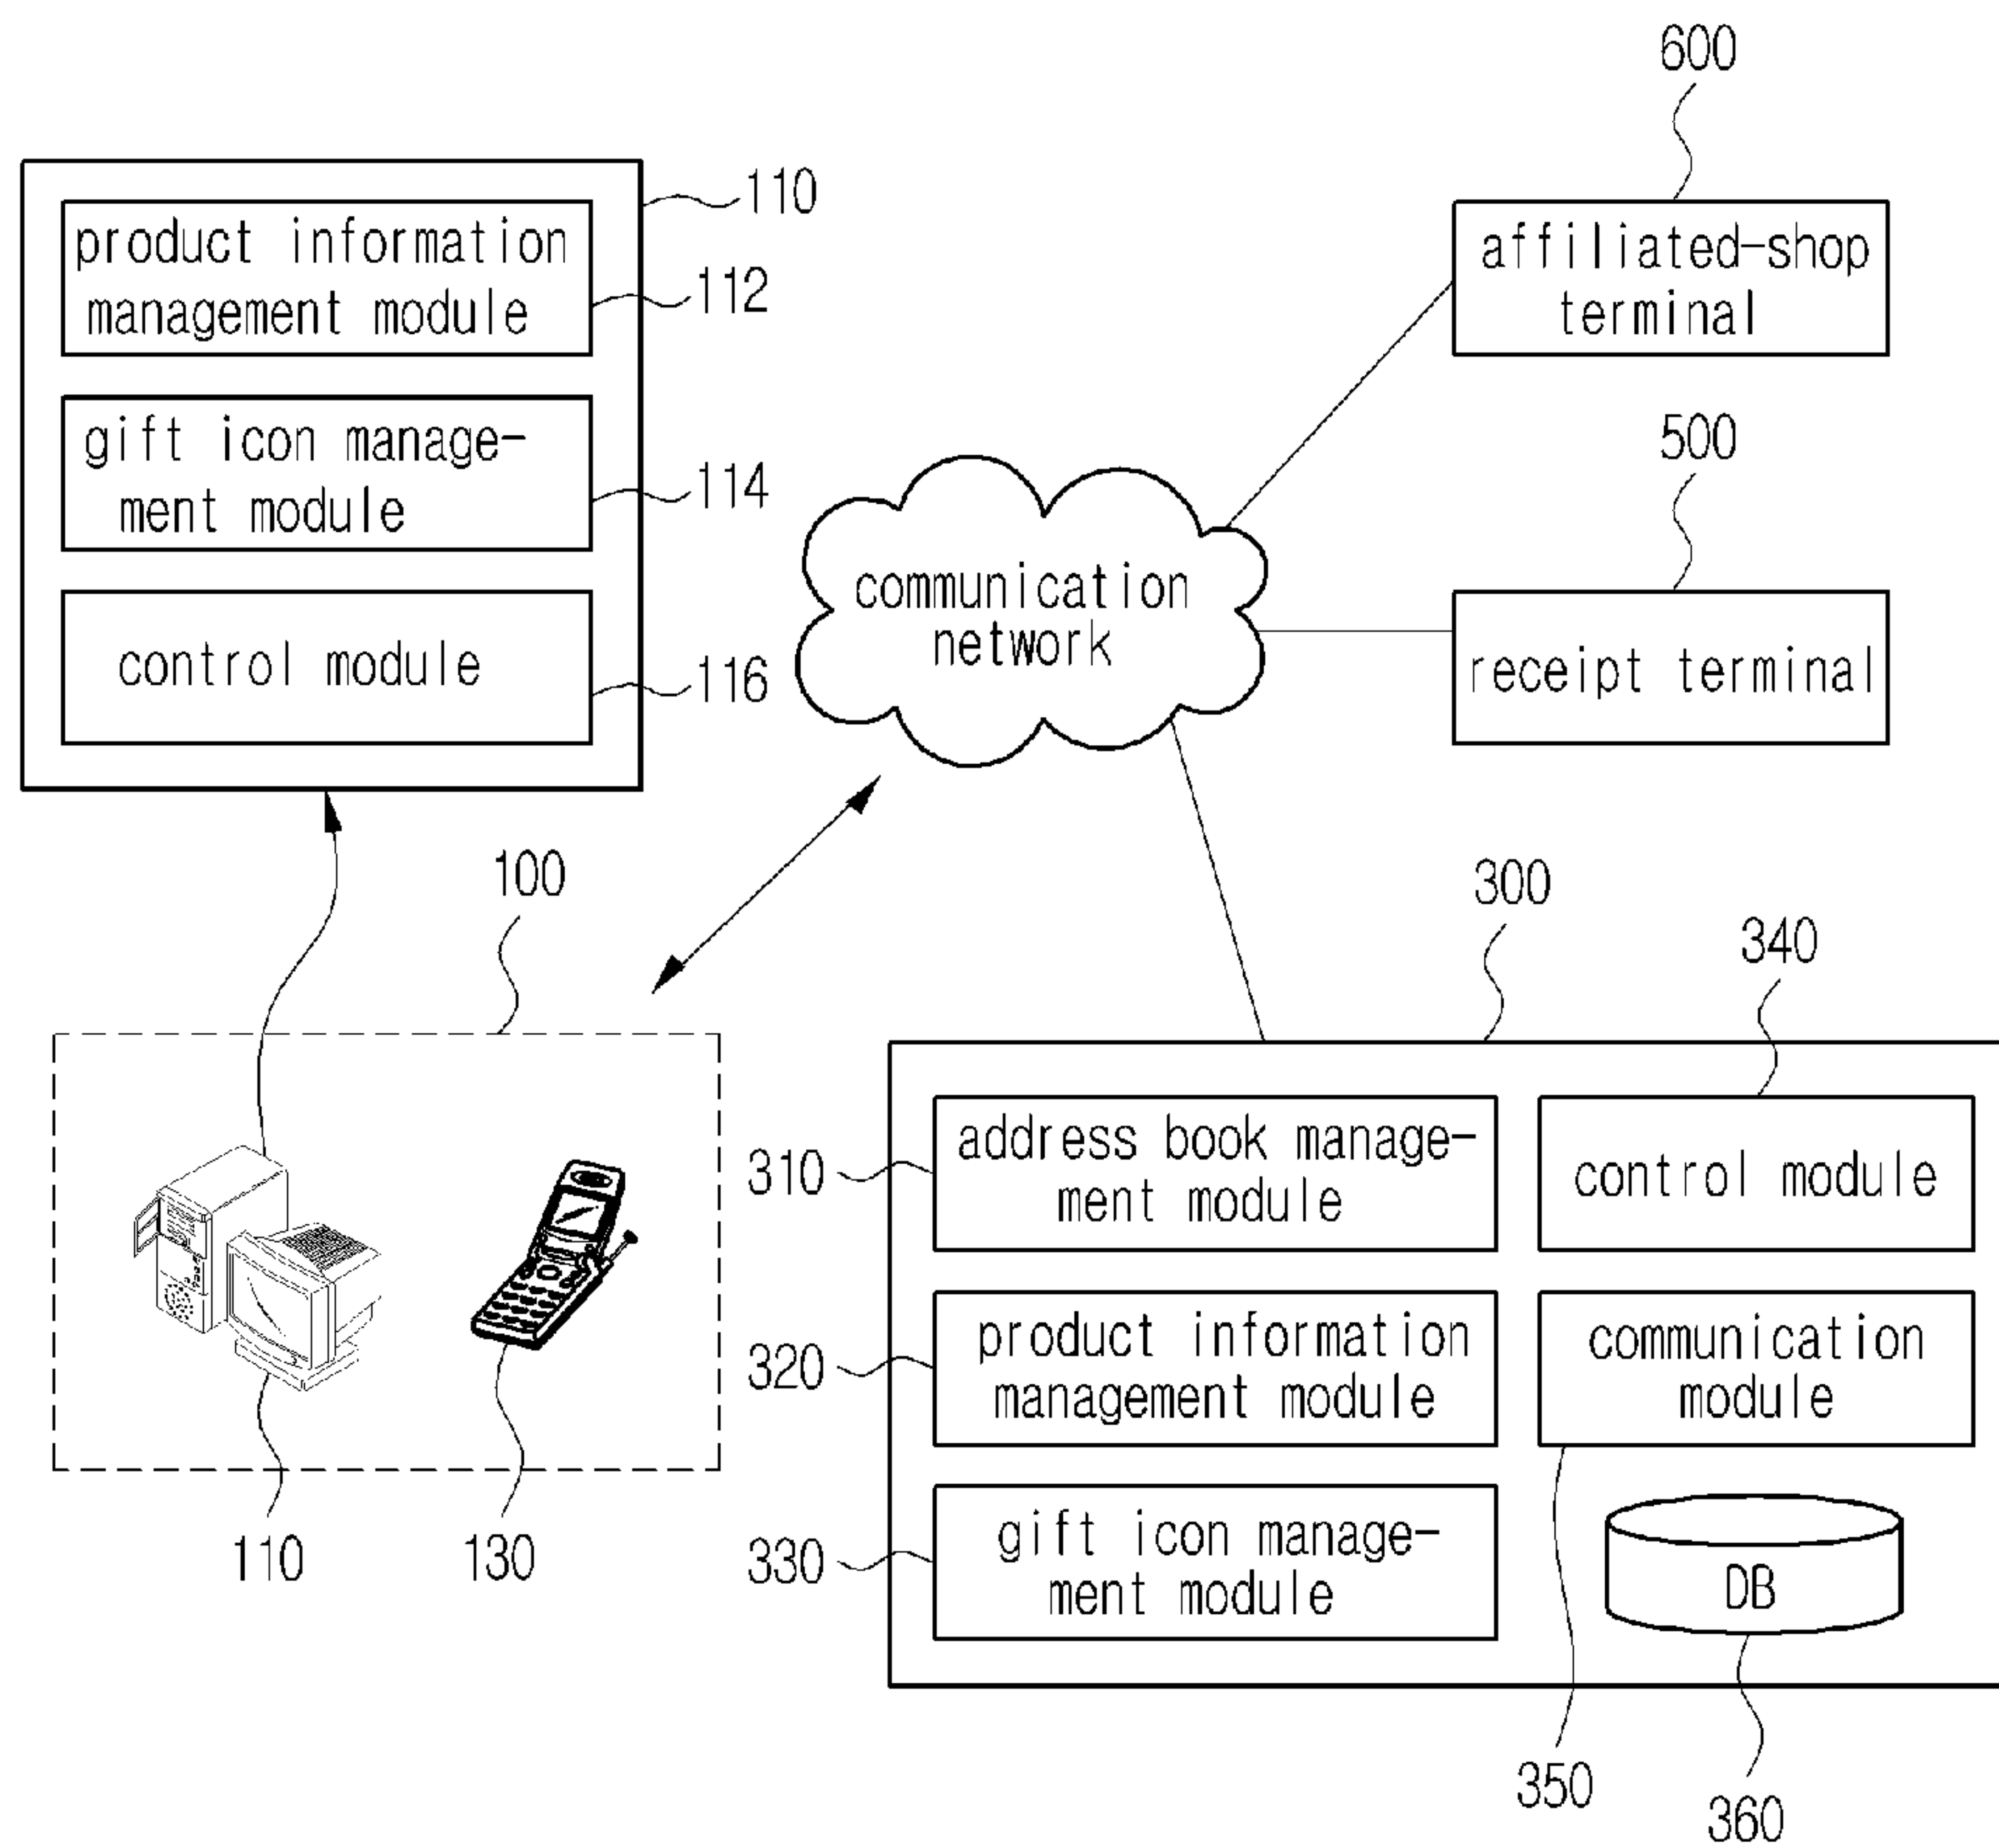 600
110
product information
management module
112
affiliated-shop
terminal
gift icon manage-
ment module
114
500
communication
network
control module
116
receipt terminal
100
300
340
310
address book manage-
ment module
control module
320
product information
management module
communication
module
110
130
330
gift icon manage-
ment module
DB
350
360